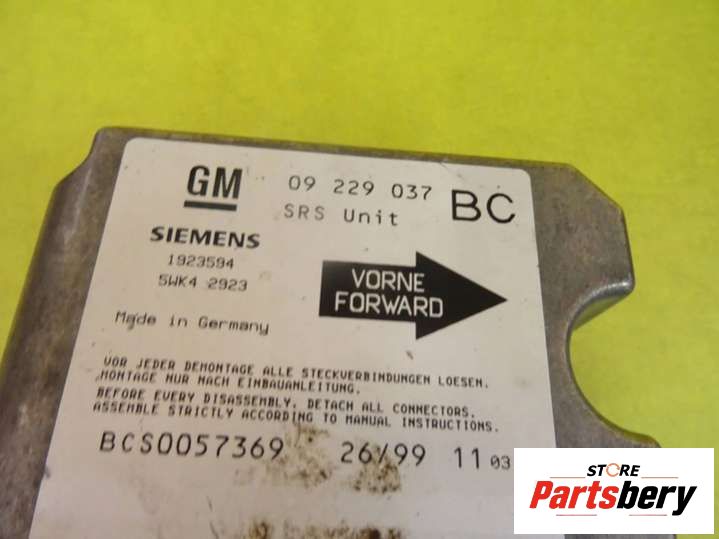 GM 09 229 037 BC
SRS Unit
SIEMENS
1923594
5WK4 2923
VORNE
FORWARD
Made in Germany
VOR JEDER DEMONTAGE ALLE STECKVERBINDUNGEN LOESEN.
MONTAGE NUR NACH EINBAUANLEITUNG.
BEFORE EVERY DISASSEMBLY, DETACH ALL CONNECTORS.
ASSEMBLE STRICTLY ACCORDING TO MANUAL INSTRUCTIONS.
BCS0057369 26/99 11 03
STORE
Partsbery